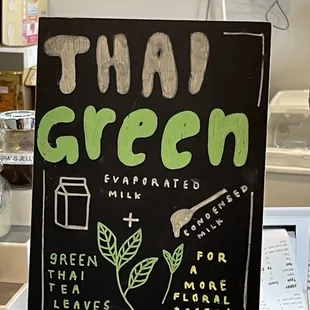 THAI
Green
EVAPORATED
MILK
+
CONDENSED
MILK
GREEN
THAI
TEA
LEAVES
FOR
A
MORE
FLORAL